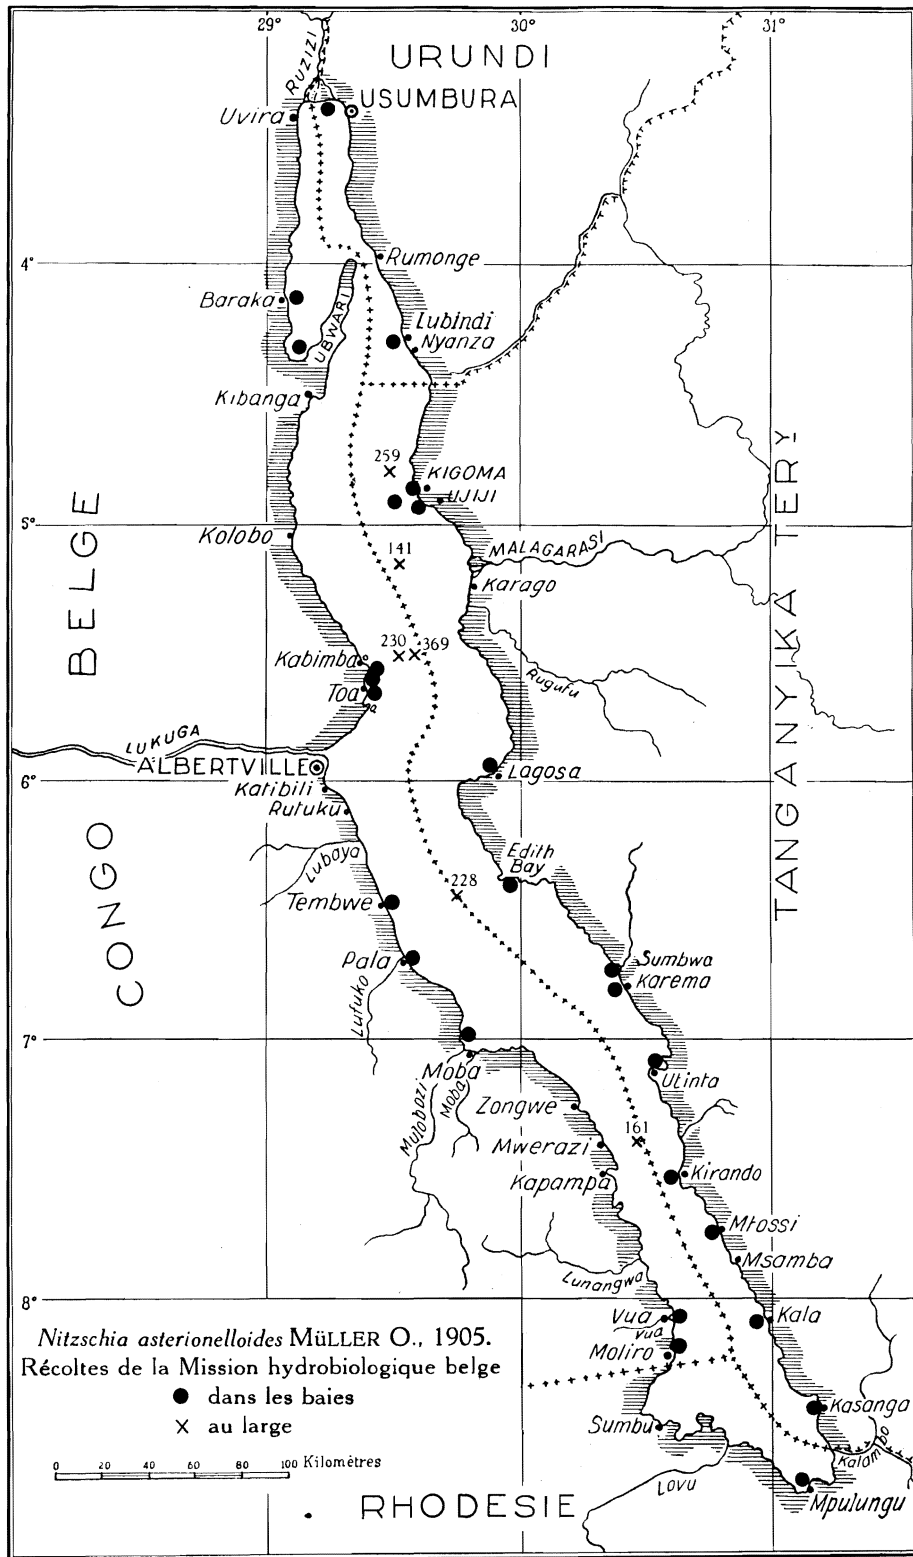 29°
30°
31°
RUZIZI
URUNDI
USUMBURA
Uvira
4°
Rumonge
Baraka
UBWARI
Lubindi
Nyanza
Kibanga
259
KIGOMA
UJIJI
BELGE
5°
Kolobo
141
MALAGARASI
Karago
TANGANYIKA TERY
230
369
Kabimba
Toa
Rugufu
LUKUGA
ALBERTVILLE
6°
Lagosa
Katibili
Rutuku
CONGO
Lubaya
Edith
Bay
228
Tembwe
Pala
Sumbwa
Karema
Lufuko
7°
Moba
Utinta
Mulobozi
Moba
Zongwe
161
Mwerazi
Kapampa
Kirando
Mtossi
Msamba
Lunangwa
8°
Vua
Vua
Kala
Moliro
Nitzschia asterionelloides MÜLLER O., 1905.
Récoltes de la Mission hydrobiologique belge
dans les baies
au large
Sumbu
Kasanga
Kalambo
0 20 40 60 80 100 Kilomètres
Lovu
Mpulungu
RHODESIE